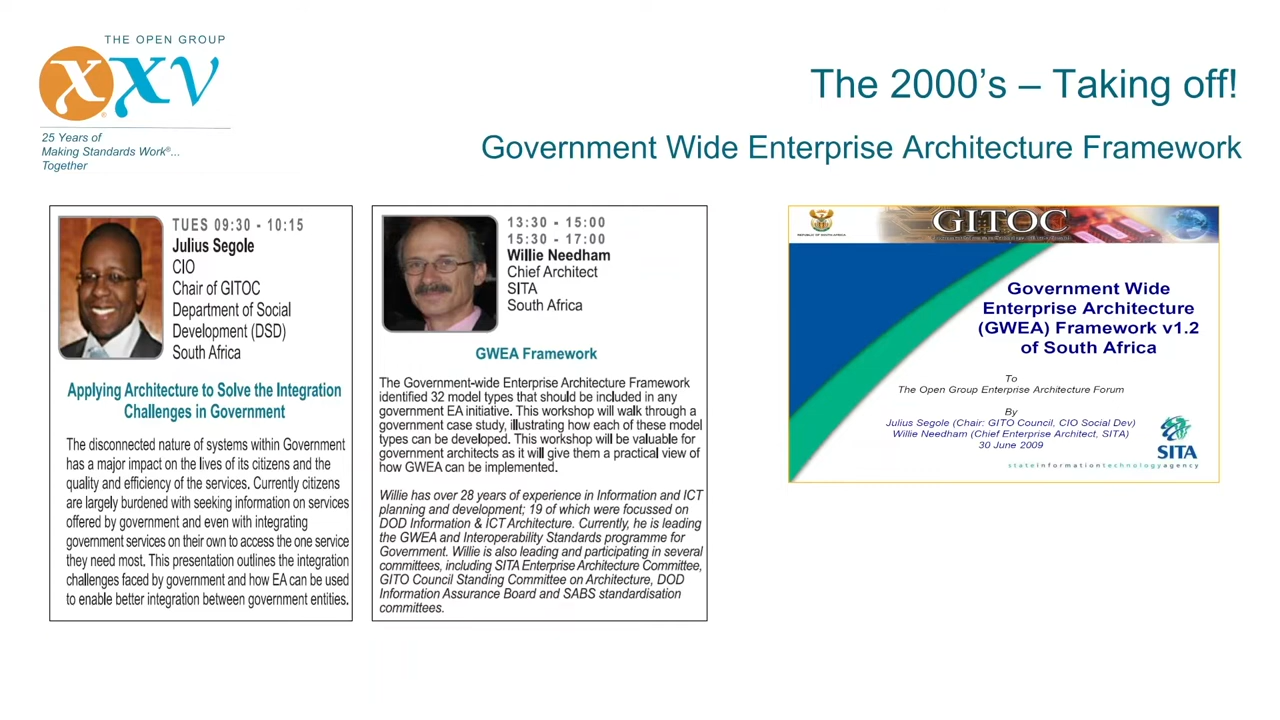 THE OPEN GROUP
XXV
25 Years of
Making Standards Work®...
Together
The 2000’s – Taking off!
Government Wide Enterprise Architecture Framework
TUES 09:30 - 10:15
Julius Segole
CIO
Chair of GITOC
Department of Social
Development (DSD)
South Africa
Applying Architecture to Solve the Integration
Challenges in Government
The disconnected nature of systems within Government
has a major impact on the lives of its citizens and the
quality and efficiency of the services. Currently citizens
are largely burdened with seeking information on services
offered by government and even with integrating
government services on their own to access the one service
they need most. This presentation outlines the integration
challenges faced by government and how EA can be used
to enable better integration between government entities.
13:30 - 15:00
15:30 - 17:00
Willie Needham
Chief Architect
SITA
South Africa
GWEA Framework
The Government-wide Enterprise Architecture Framework
identified 32 model types that should be included in any
government EA initiative. This workshop will walk through a
government case study, illustrating how each of these model
types can be developed. This workshop will be valuable for
government architects as it will give them a practical view of
how GWEA can be implemented.
Willie has over 28 years of experience in Information and ICT
planning and development; 19 of which were focussed on
DOD Information & ICT Architecture. Currently, he is leading
the GWEA and Interoperability Standards programme for
Government. Willie is also leading and participating in several
committees, including SITA Enterprise Architecture Committee,
GITO Council Standing Committee on Architecture, DOD
Information Assurance Board and SABS standardisation
committees.
REPUBLIC OF SOUTH AFRICA
GITOC
Government Wide
Enterprise Architecture
(GWEA) Framework v1.2
of South Africa
To
The Open Group Enterprise Architecture Forum
By
Julius Segole (Chair: GITO Council, CIO Social Dev)
Willie Needham (Chief Enterprise Architect, SITA)
30 June 2009
SITA
stateinformationtechnologyagency